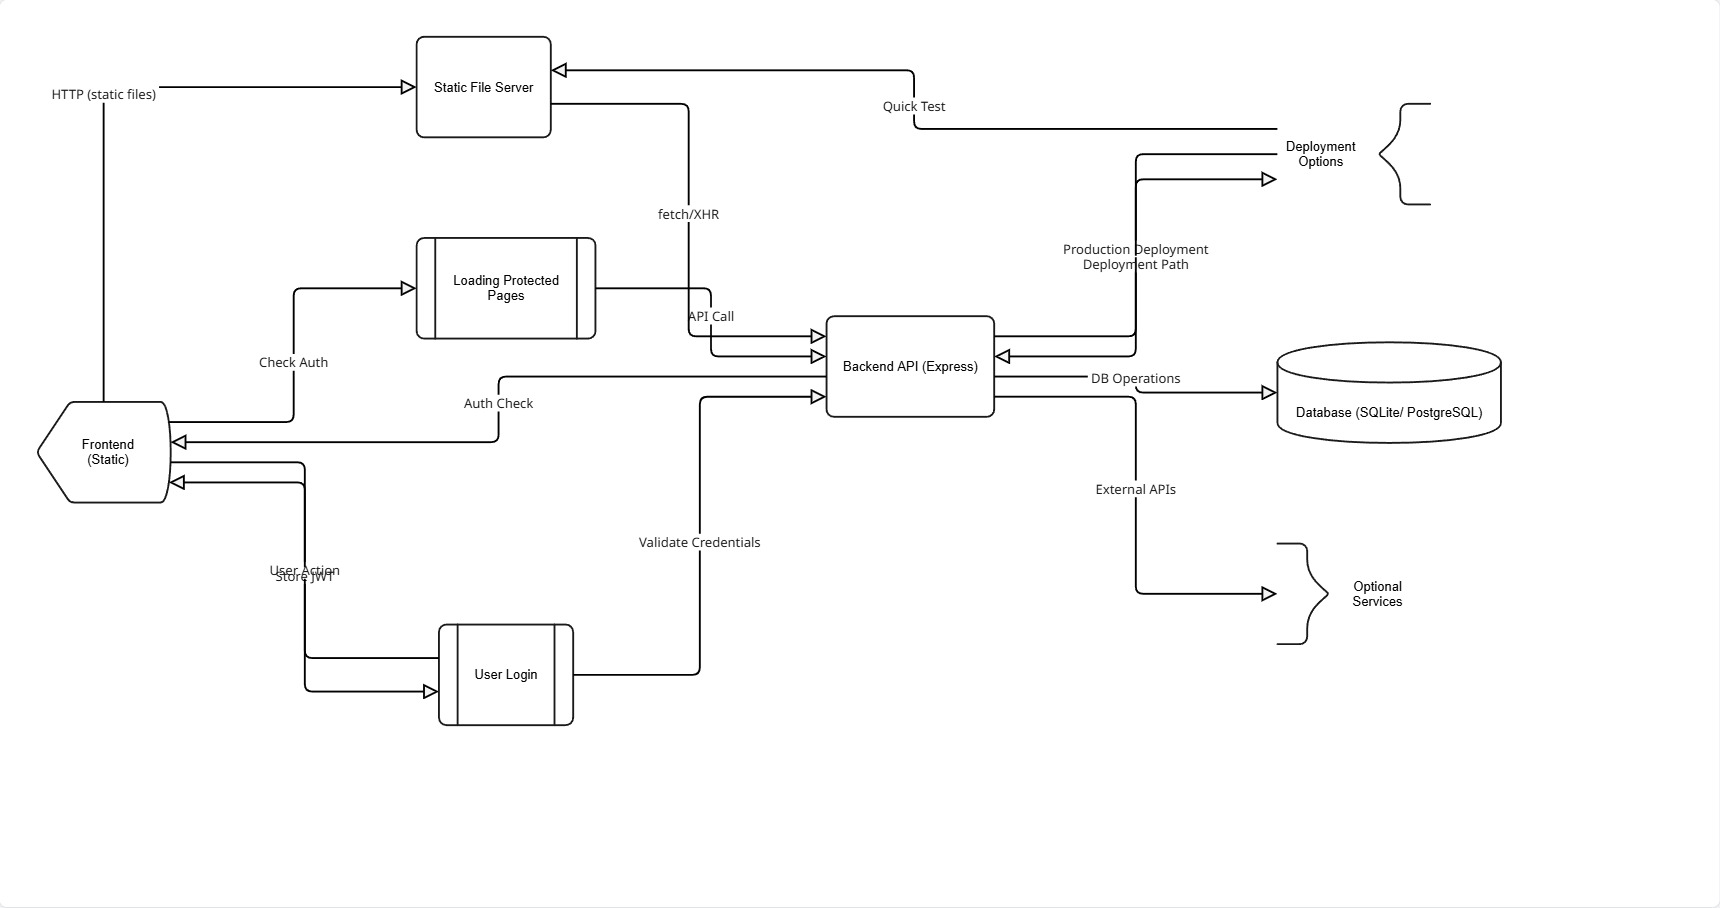 Static File Server
HTTP (static files)
Quick Test
Deployment
Options
fetch/XHR
Production Deployment
Deployment Path
Loading Protected
Pages
API Call
Check Auth
Backend API (Express)
DB Operations
Auth Check
Database (SQLite/ PostgreSQL)
Frontend
(Static)
External APIs
Validate Credentials
User Action
Store JWT
Optional
Services
User Login